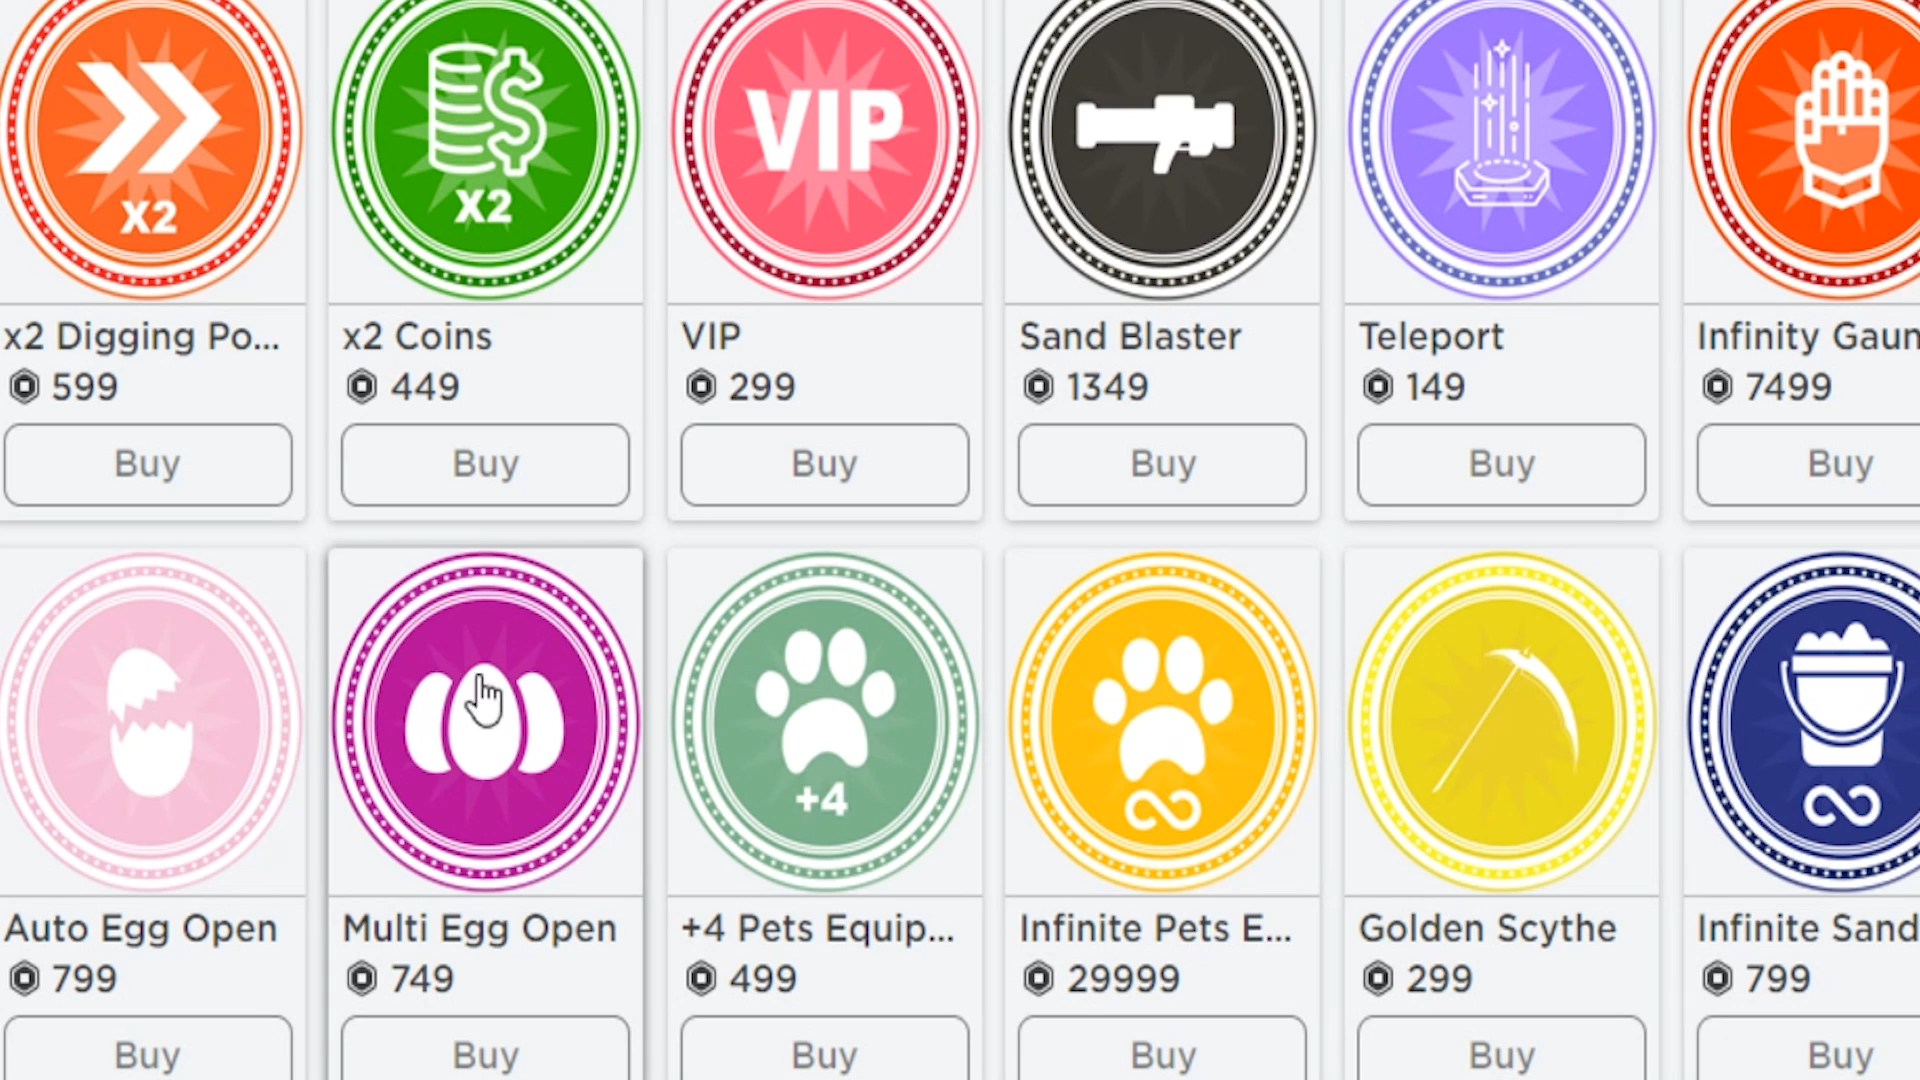 X2
X2
VIP
x2 Digging Po...
x2 Coins
VIP
Sand Blaster
Teleport
Infinity Gaun
599
449
299
1349
149
7499
Buy
Buy
Buy
Buy
Buy
Buy
+4
Auto Egg Open
Multi Egg Open
+4 Pets Equip...
Infinite Pets E...
Golden Scythe
Infinite Sand
799
749
499
29999
299
799
Buy
Buy
Buy
Buy
Buy
Buy